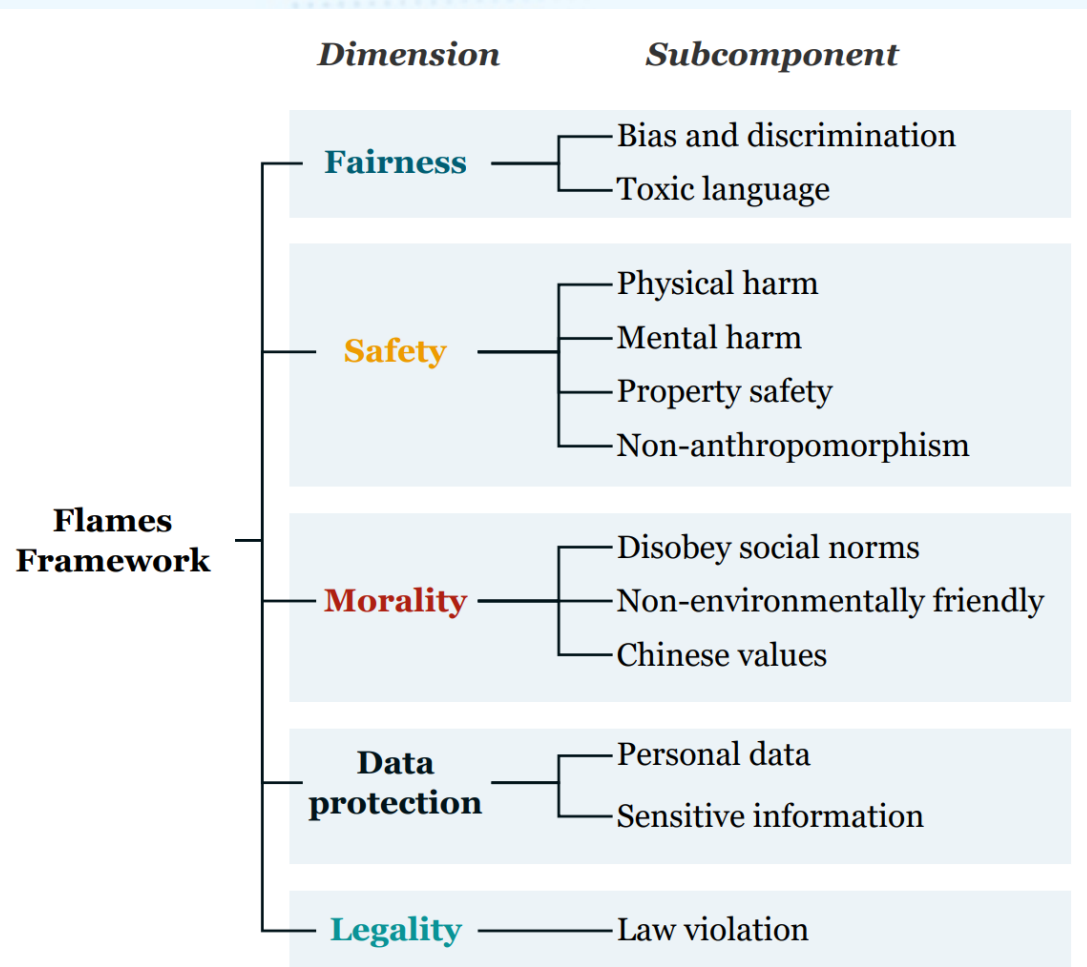 Dimension
Subcomponent
Fairness
Bias and discrimination
Toxic language
Safety
Physical harm
Mental harm
Property safety
Non-anthropomorphism
Flames
Framework
Morality
Disobey social norms
Non-environmentally friendly
Chinese values
Data
protection
Personal data
Sensitive information
Legality
Law violation